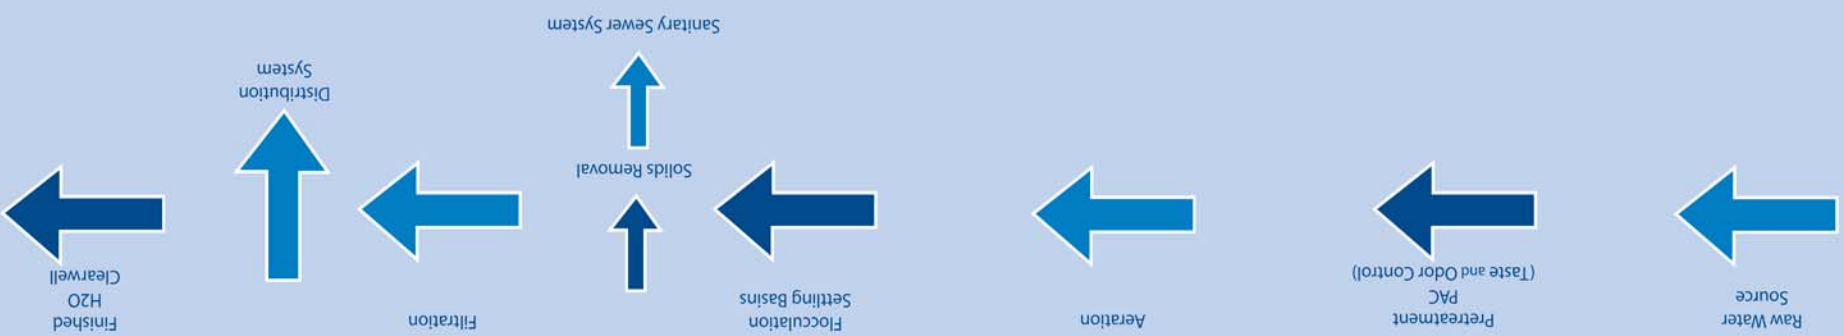 Raw Water
Source
Pretreatment
PAC
(Taste and Odor Control)
Aeration
Flocculation
Settling Basins
Solids Removal
Sanitary Sewer System
Filtration
Distribution
System
Finished
H2O
Clearwell